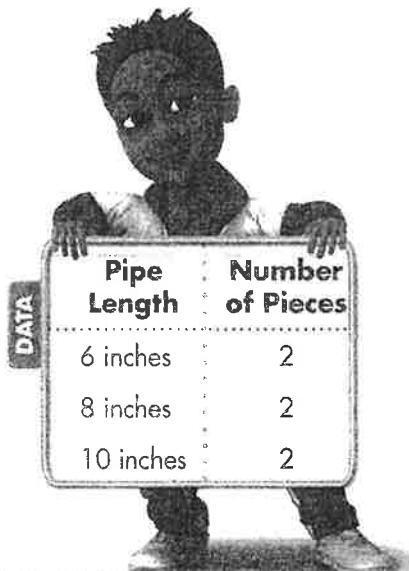 DATA
Pipe Length
Number of Pieces
6 inches 2
8 inches 2
10 inches 2